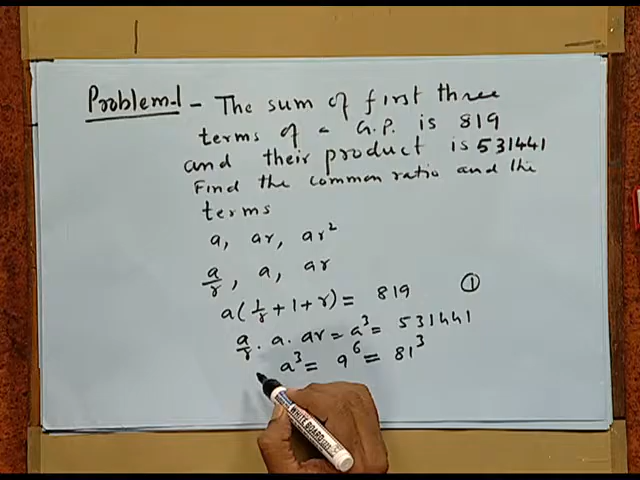 Problem-1 - The sum of first three
terms of a G.P. is 819
and their product is 531441
Find the common ratio and the
terms
a, ar, ar²
a/r, a, ar
a(1/r + 1 + r) = 819 ①
a/r . a . ar = a³ = 531441
a³ = 9⁶ = 81³
WHITE BOARD